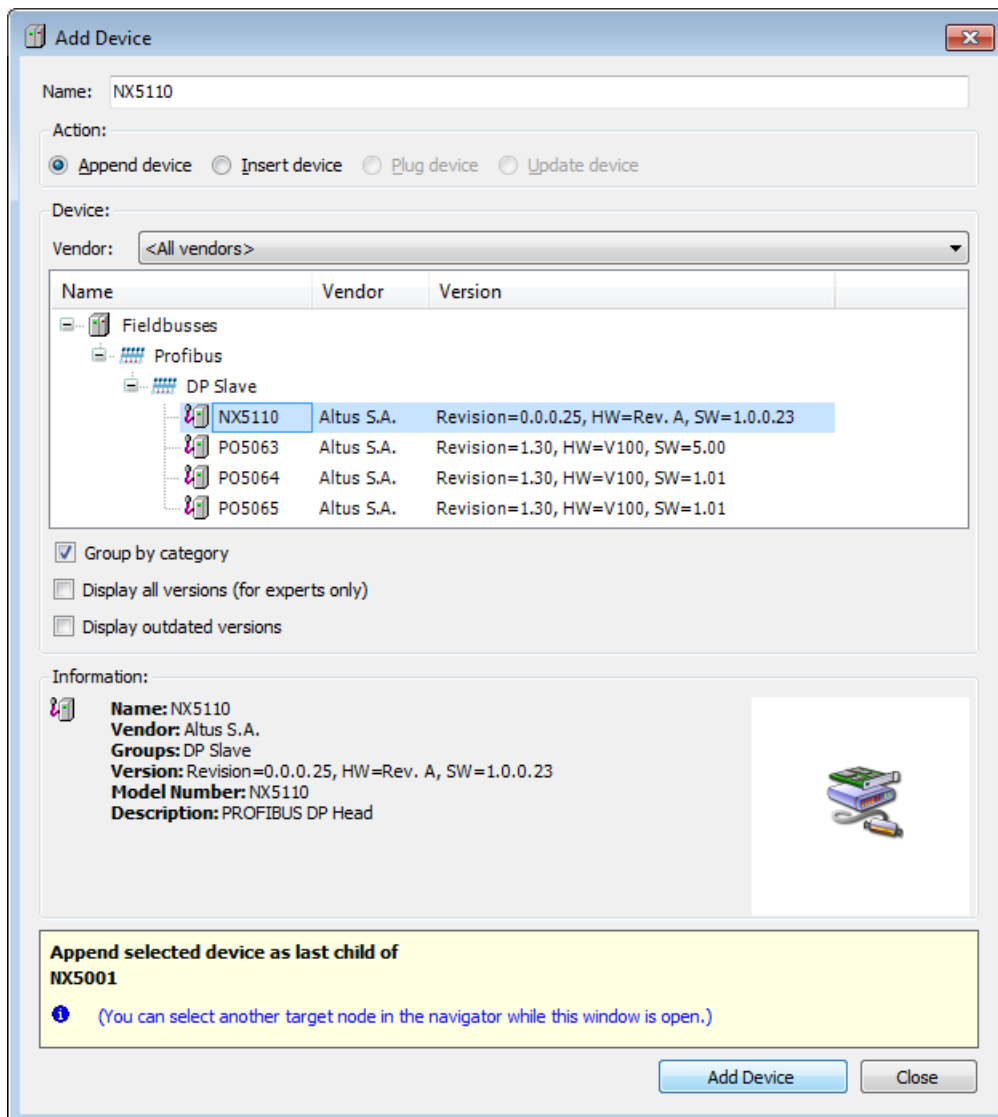 Add Device
Name: NX5110
Action:
Append device Insert device Plug device Update device
Device:
Vendor: <All vendors>
Name Vendor Version
Fieldbusses
Profibus
DP Slave
NX5110 Altus S.A. Revision=0.0.0.25, HW=Rev. A, SW=1.0.0.23
PO5063 Altus S.A. Revision=1.30, HW=V100, SW=5.00
PO5064 Altus S.A. Revision=1.30, HW=V100, SW=1.01
PO5065 Altus S.A. Revision=1.30, HW=V100, SW=1.01
Group by category
Display all versions (for experts only)
Display outdated versions
Information:
Name: NX5110
Vendor: Altus S.A.
Groups: DP Slave
Version: Revision=0.0.0.25, HW=Rev. A, SW=1.0.0.23
Model Number: NX5110
Description: PROFIBUS DP Head
Append selected device as last child of
NX5001
(You can select another target node in the navigator while this window is open.)
Add Device Close